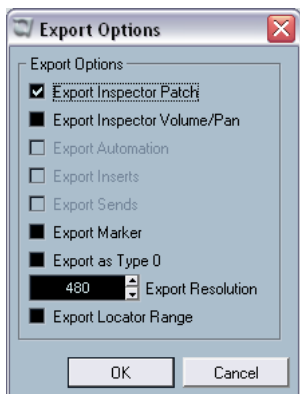 Export Options
Export Options
Export Inspector Patch
Export Inspector Volume/Pan
Export Automation
Export Inserts
Export Sends
Export Marker
Export as Type 0
480 Export Resolution
Export Locator Range
OK Cancel